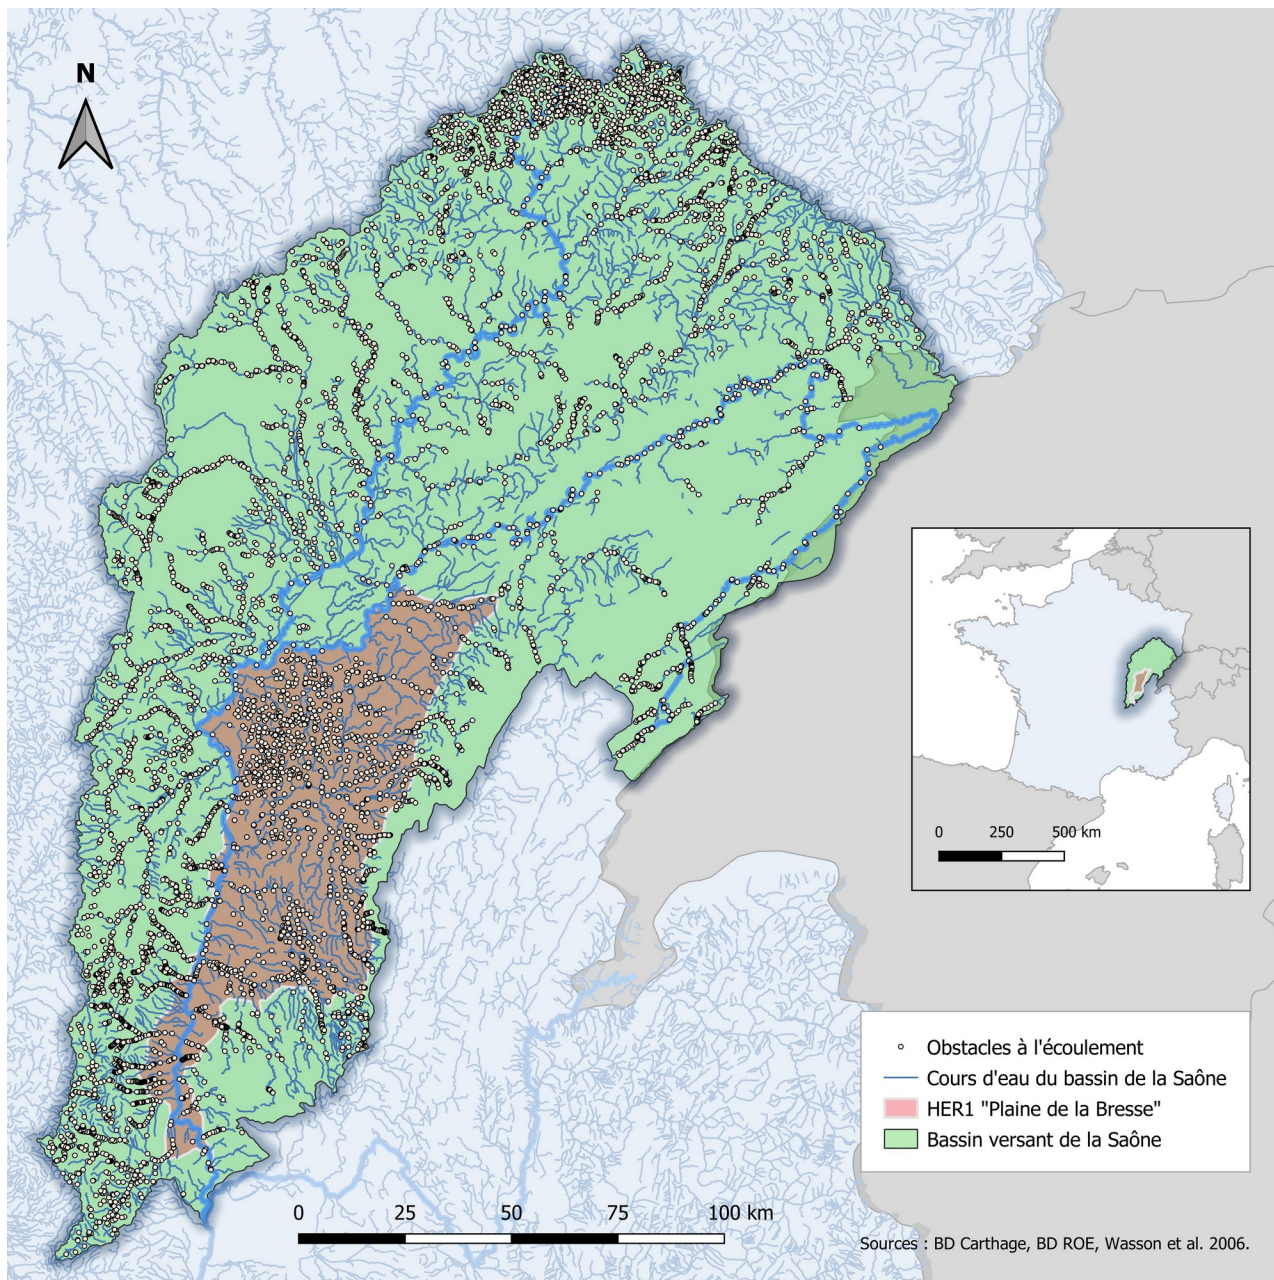 N
0 250 500 km
Obstacles à l'écoulement
Cours d'eau du bassin de la Saône
HER1 "Plaine de la Bresse"
Bassin versant de la Saône
0 25 50 75 100 km
Sources : BD Carthage, BD ROE, Wasson et al. 2006.